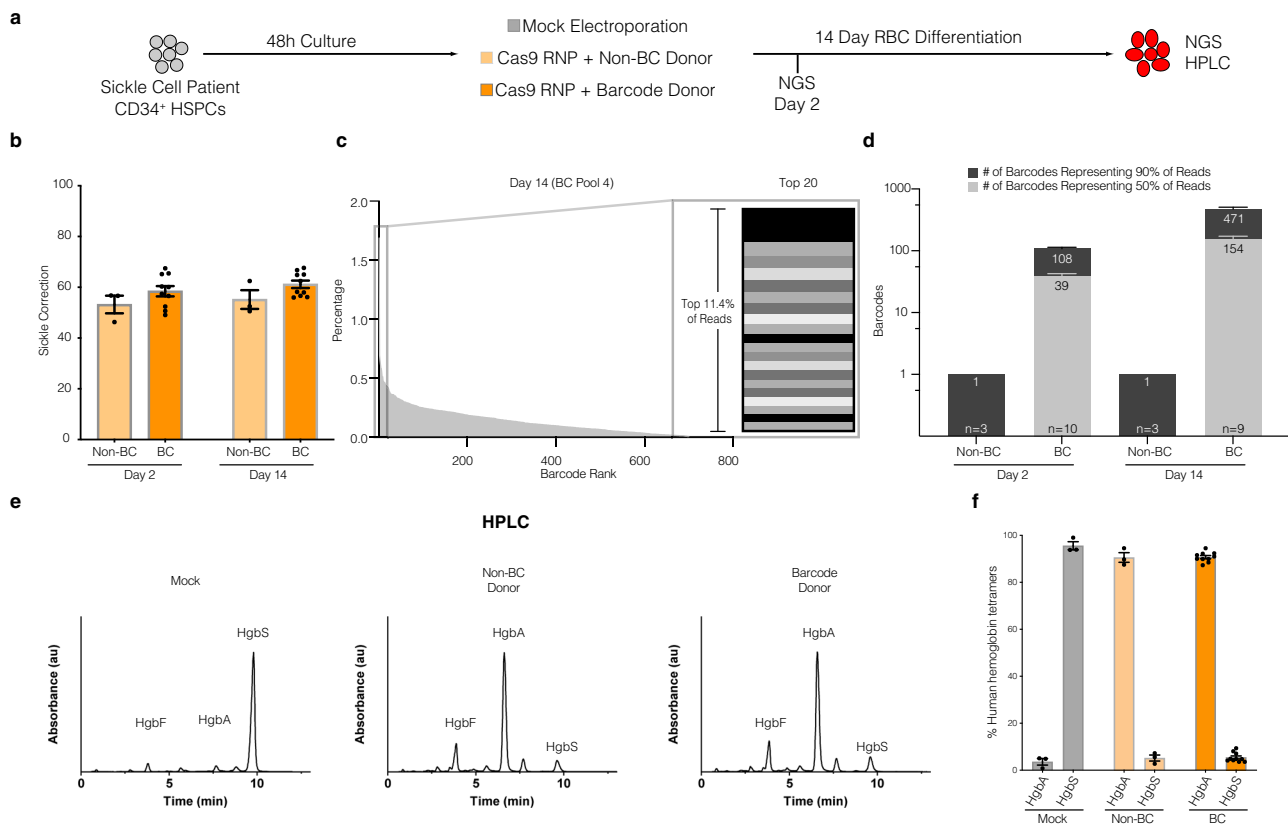 a
Sickle Cell Patient
CD34⁺ HSPCs
48h Culture
Mock Electroporation
Cas9 RNP + Non-BC Donor
Cas9 RNP + Barcode Donor
14 Day RBC Differentiation
NGS
Day 2
NGS
HPLC
b
Sickle Correction
100
80
60
40
20
0
Non-BC
BC
Non-BC
BC
Day 2
Day 14
c
Day 14 (BC Pool 4)
Top 20
Percentage
2.0
1.5
1.0
0.5
0.0
Top 11.4%
of Reads
200
400
600
800
Barcode Rank
d
# of Barcodes Representing 90% of Reads
# of Barcodes Representing 50% of Reads
Barcodes
1000
100
10
1
1
n=3
108
39
n=10
1
n=3
471
154
n=9
Non-BC
BC
Non-BC
BC
Day 2
Day 14
e
HPLC
Mock
Absorbance (au)
HgbF
HgbA
HgbS
0
5
10
Time (min)
Non-BC
Donor
Absorbance (au)
HgbF
HgbA
HgbS
0
5
10
Time (min)
Barcode
Donor
Absorbance (au)
HgbF
HgbA
HgbS
0
5
10
Time (min)
f
% Human hemoglobin tetramers
100
80
60
40
20
0
HgbA
HgbS
HgbA
HgbS
HgbA
HgbS
Mock
Non-BC
BC